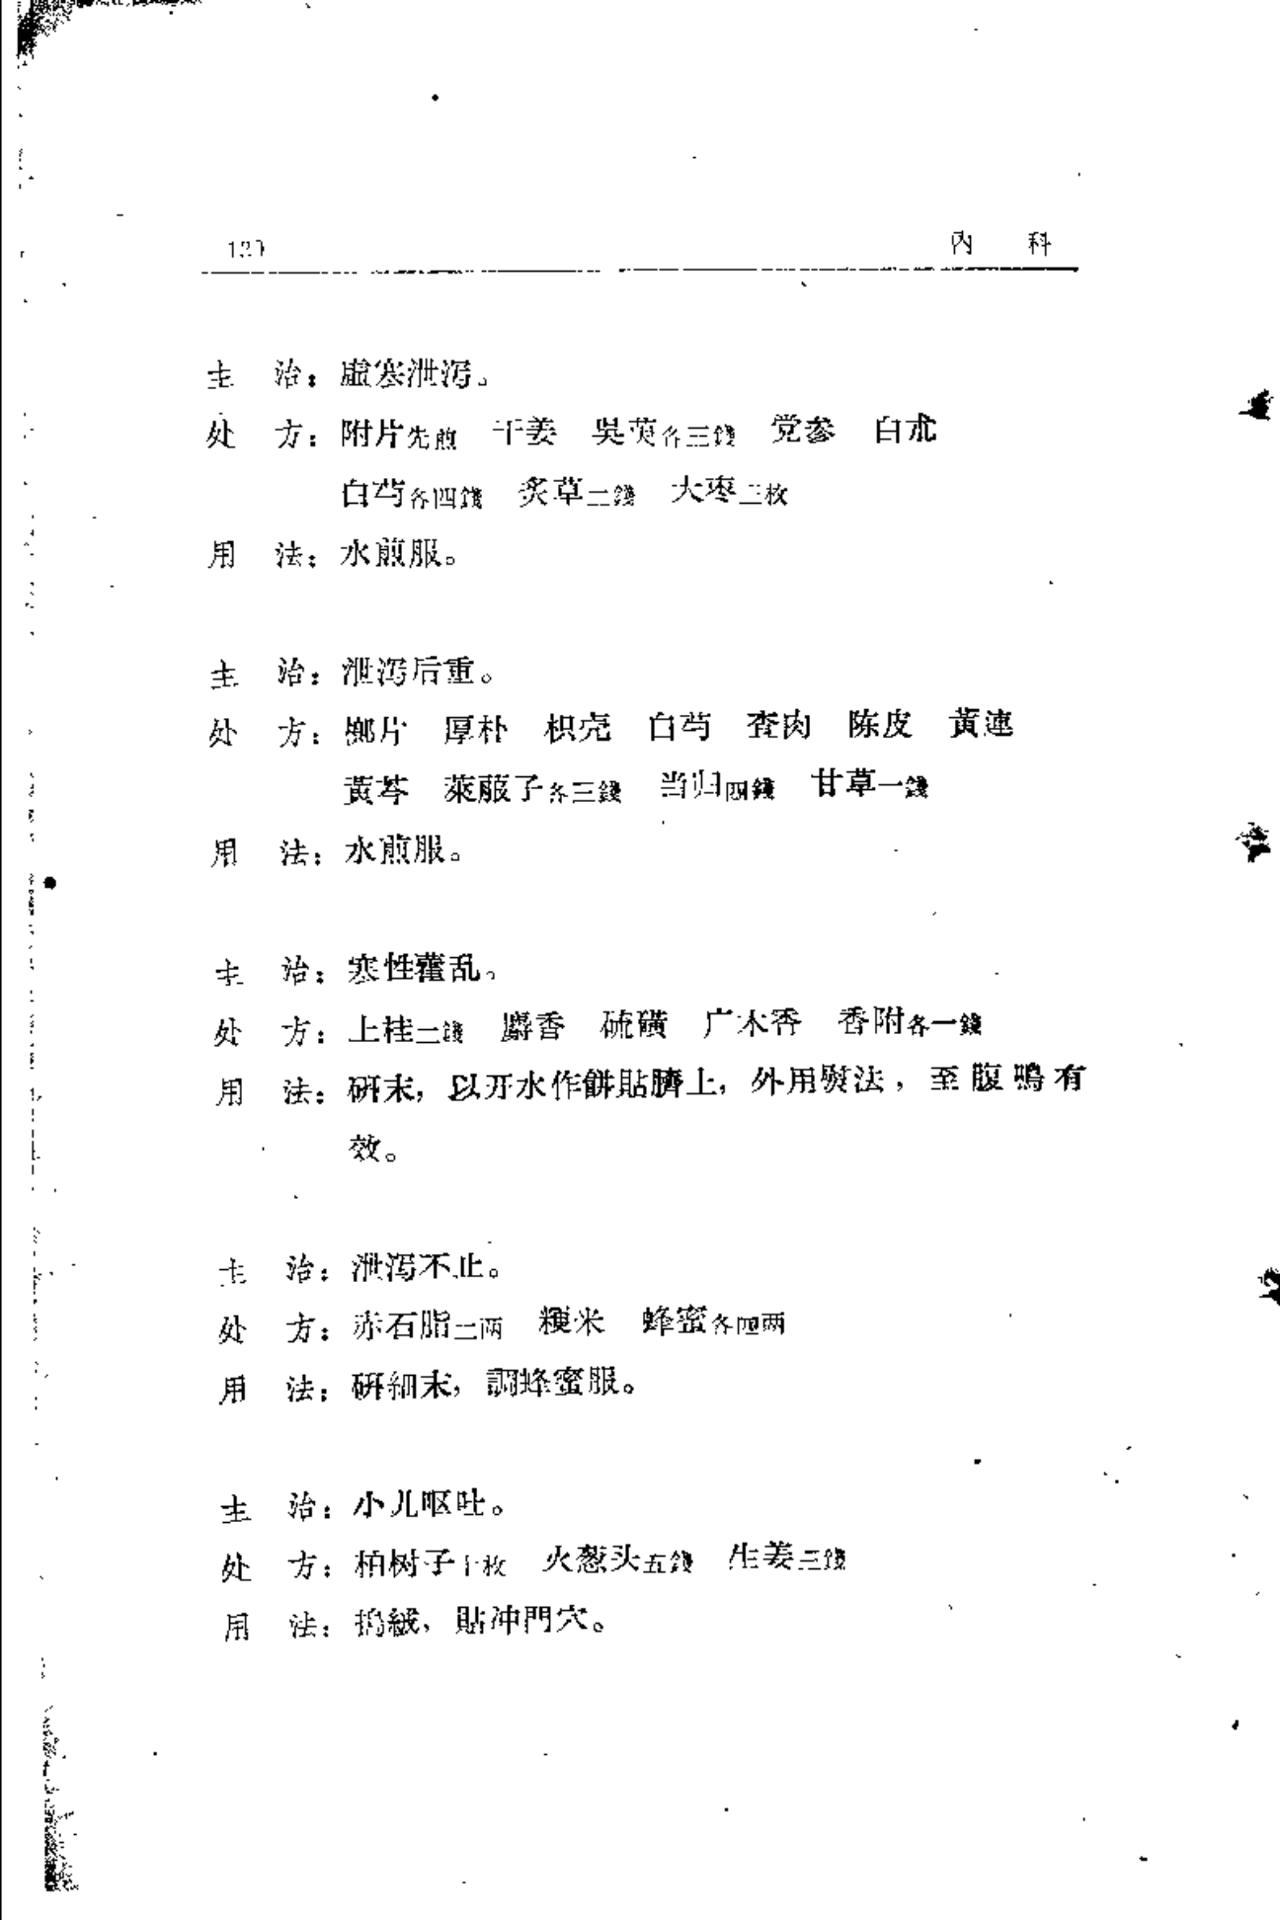 內　科
主　治：虛寒泄泻。
处　方：附片先煎　干姜　吳萸各三錢　党参　白朮
白芍各四錢　炙草二錢　大枣三枚
用　法：水煎服。
主　治：泄泻后重。
处　方：榔片　厚朴　枳壳　白芍　查肉　陈皮　黃連
黃芩　萊菔子各三錢　当归四錢　甘草一錢
用　法：水煎服。
主　治：寒性霍乱。
处　方：上桂二錢　麝香　硫磺　广木香　香附各一錢
用　法：研末，以开水作餅貼臍上，外用熨法，至腹鳴有
效。
主　治：泄泻不止。
处　方：赤石脂二两　粳米　蜂蜜各四两
用　法：研細末，調蜂蜜服。
主　治：小儿呕吐。
处　方：柏树子十枚　火葱头五錢　生姜三錢
用　法：捣絨，貼冲門穴。